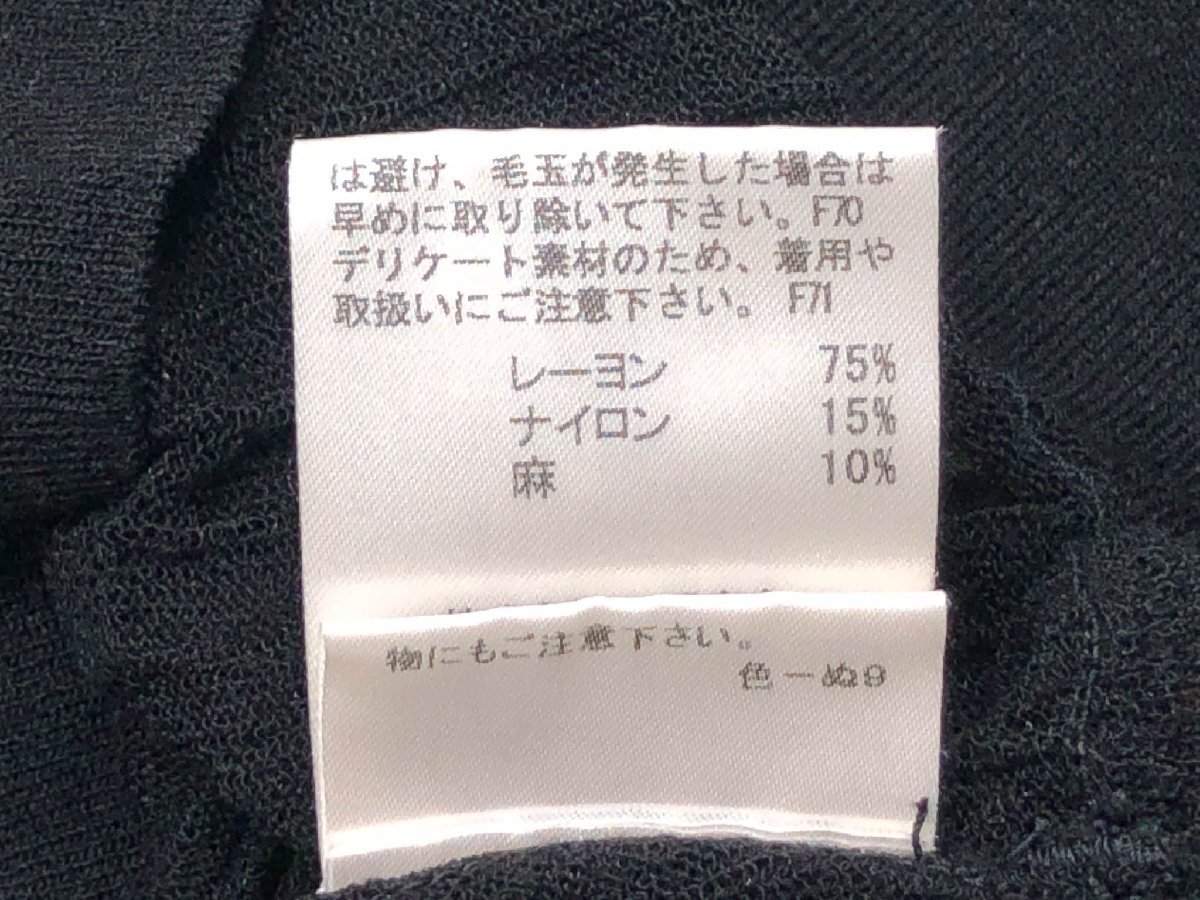 は避け、毛玉が発生した場合は
早めに取り除いて下さい。F70
デリケート素材のため、着用や
取扱いにご注意下さい。 F71
レーヨン 75%
ナイロン 15%
麻 10%
物にもご注意下さい。
色ーぬ9